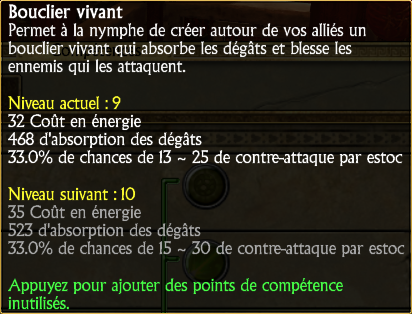 Bouclier vivant
Permet à la nymphe de créer autour de vos alliés un
bouclier vivant qui absorbe les dégâts et blesse les
ennemis qui les attaquent.
Niveau actuel : 9
32 Coût en énergie
468 d'absorption des dégâts
33.0% de chances de 13 ~ 25 de contre-attaque par estoc
Niveau suivant : 10
35 Coût en énergie
523 d'absorption des dégâts
33.0% de chances de 15 ~ 30 de contre-attaque par estoc
Appuyez pour ajouter des points de compétence
inutilisés.